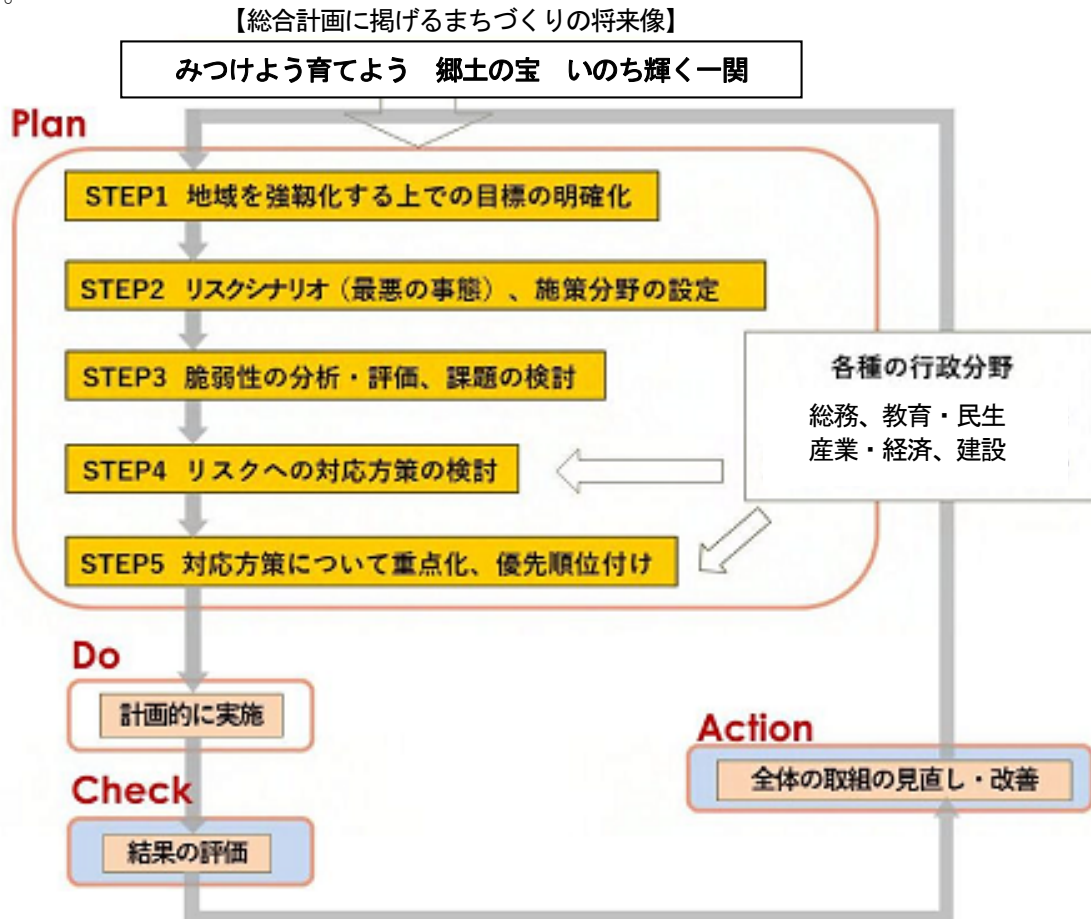 。
【総合計画に掲げるまちづくりの将来像】
みつけよう育てよう　郷土の宝　いのち輝く一関
Plan
STEP1 地域を強靱化する上での目標の明確化
STEP2 リスクシナリオ（最悪の事態）、施策分野の設定
STEP3 脆弱性の分析・評価、課題の検討
各種の行政分野
総務、教育・民生
産業・経済、建設
STEP4 リスクへの対応方策の検討
STEP5 対応方策について重点化、優先順位付け
Do
計画的に実施
Check
結果の評価
Action
全体の取組の見直し・改善